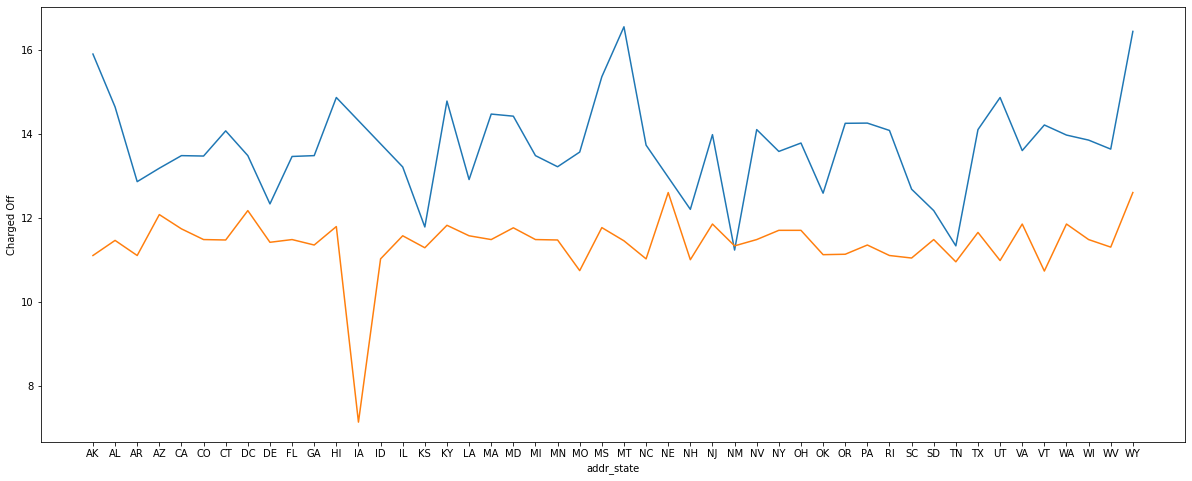 16
14
12
10
8
Charged Off
AK AL AR AZ CA CO CT DC DE FL GA HI IA ID IL KS KY LA MA MD MI MN MO MS MT NC NE NH NJ NM NV NY OH OK OR PA RI SC SD TN TX UT VA VT WA WI WV WY
addr_state